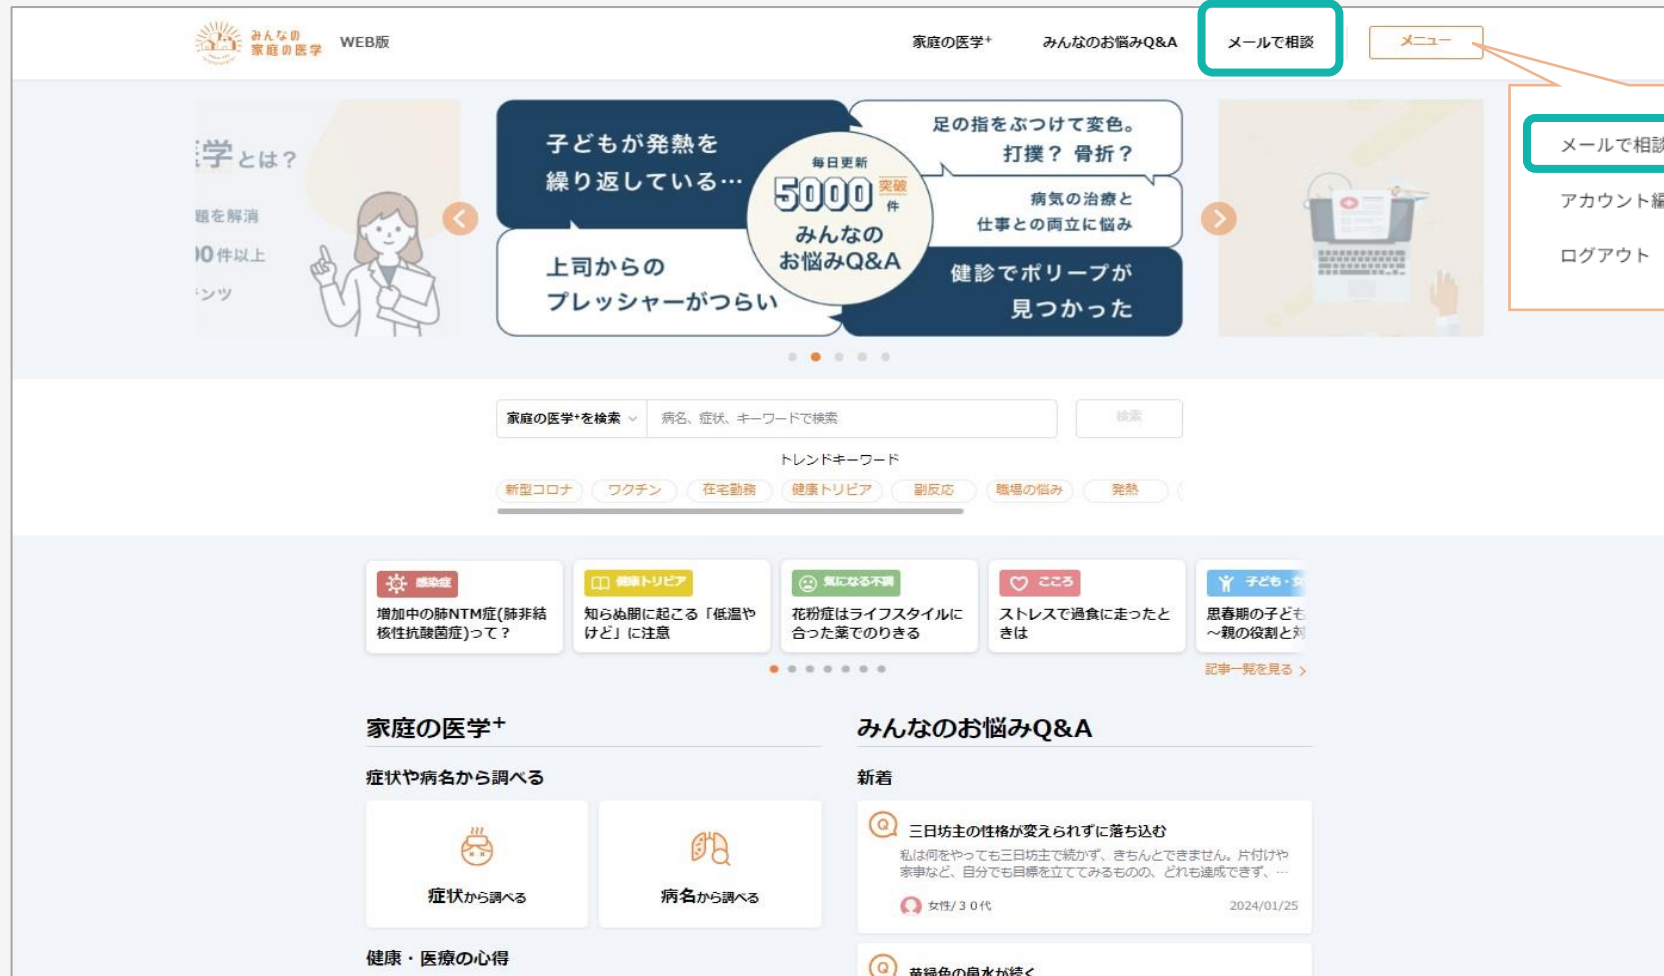 みんなの
家庭の医学
WEB版
家庭の医学⁺
みんなのお悩みQ&A
メールで相談
メニュー
メールで相談
アカウント編
ログアウト
医学とは？
題を解消
00件以上
ンツ
子どもが発熱を
繰り返している…
上司からの
プレッシャーがつらい
毎日更新
5000件
突破
みんなの
お悩みQ&A
足の指をぶつけて変色。
打撲？ 骨折？
病気の治療と
仕事との両立に悩み
健診でポリープが
見つかった
家庭の医学⁺を検索
病名、症状、キーワードで検索
検索
トレンドキーワード
新型コロナ
ワクチン
在宅勤務
健康トリビア
副反応
職場の悩み
発熱
感染症
増加中の肺NTM症(肺非結
核性抗酸菌症)って？
健康トリビア
知らぬ間に起こる「低温や
けど」に注意
気になる不調
花粉症はライフスタイルに
合った薬でのりきる
こころ
ストレスで過食に走ったと
きは
子ども・女
思春期の子ども
～親の役割と対
記事一覧を見る
家庭の医学⁺
症状や病名から調べる
症状から調べる
病名から調べる
健康・医療の心得
みんなのお悩みQ&A
新着
Q
三日坊主の性格が変えられずに落ち込む
私は何をやっても三日坊主で続かず、きちんとできません。片付けや
家事など、自分でも目標を立ててみるものの、どれも達成できず、…
女性/３０代
2024/01/25
Q
黄緑色の鼻水が続く